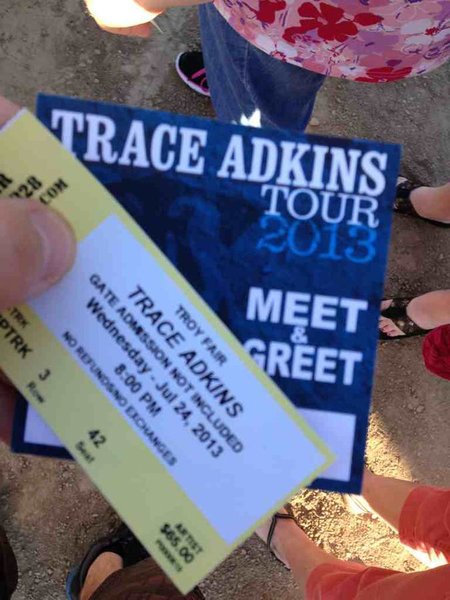 TRACE ADKINS
TOUR
2013
MEET
&
GREET
TROY FAIR
TRACE ADKINS
GATE ADMISSION NOT INCLUDED
Wednesday - Jul 24, 2013
8:00 PM
NO REFUNDS/NO EXCHANGES
3
Row
42
Seat
ARTIST
$65.00